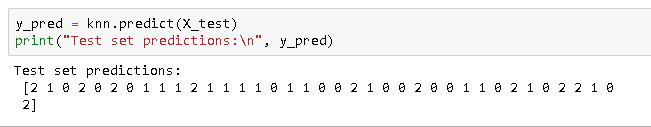 y_pred = knn.predict(X_test)
print("Test set predictions:\n", y_pred)
Test set predictions:
[2 1 0 2 0 2 0 1 1 1 2 1 1 1 1 0 1 1 0 0 2 1 0 0 2 0 0 1 1 0 2 1 0 2 2 1 0
2]